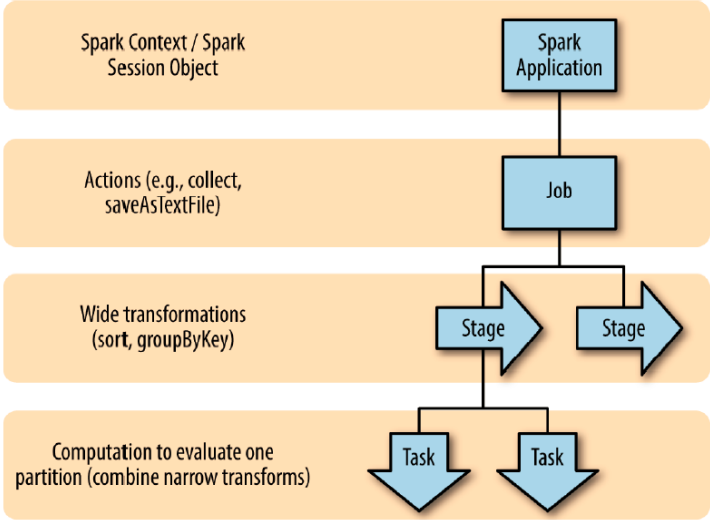 Spark Context / Spark
Session Object
Spark
Application
Actions (e.g., collect,
saveAsTextFile)
Job
Wide transformations
(sort, groupByKey)
Stage
Stage
Computation to evaluate one
partition (combine narrow transforms)
Task
Task